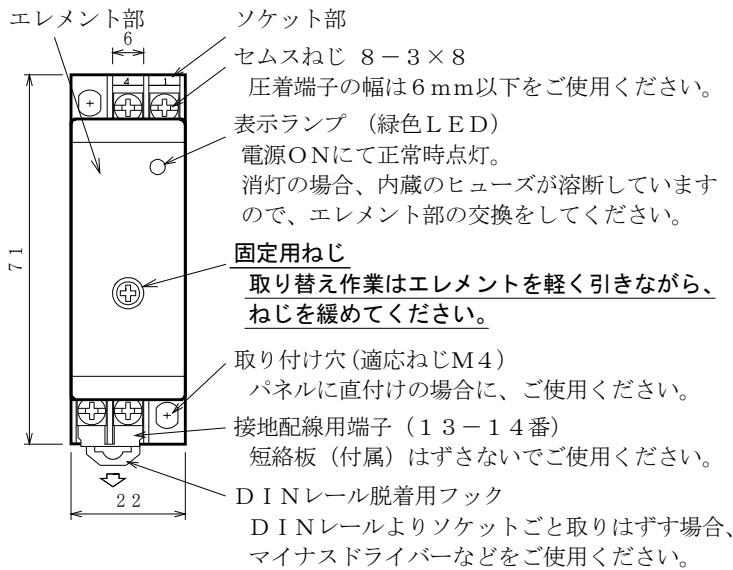 エレメント部
ソケット部
6
セムスねじ ８－３×８
圧着端子の幅は６mm以下をご使用ください。
4 1
表示ランプ （緑色ＬＥＤ）
電源ＯＮにて正常時点灯。
消灯の場合、内蔵のヒューズが溶断しています
ので、エレメント部の交換をしてください。
71
固定用ねじ
取り替え作業はエレメントを軽く引きながら、
ねじを緩めてください。
取り付け穴(適応ねじＭ４)
パネルに直付けの場合に、ご使用ください。
接地配線用端子（１３－１４番）
短絡板（付属）はずさないでご使用ください。
22
ＤＩＮレール脱着用フック
ＤＩＮレールよりソケットごと取りはずす場合、
マイナスドライバーなどをご使用ください。